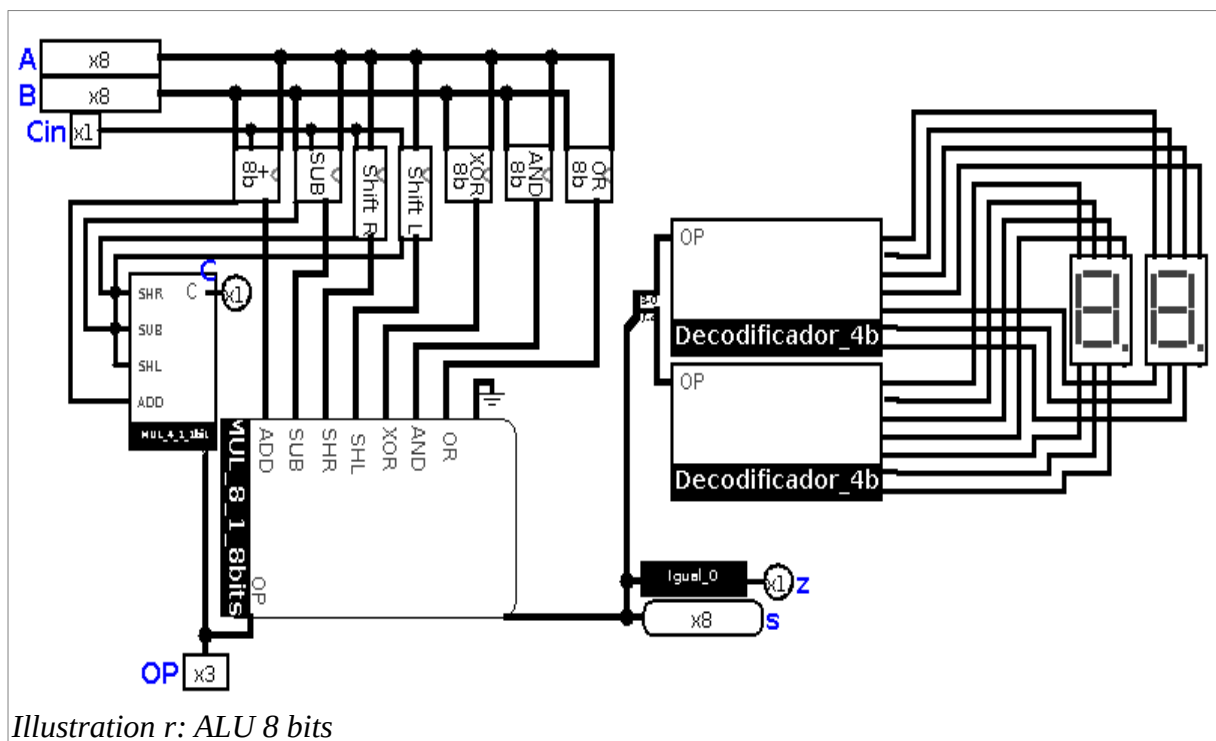 A x8
B x8
Cin x1
+ 8b
SUB
Shift R
Shift L
XOR 8b
AND 8b
OR 8b
C
SHR C x1
SUB
SHL
ADD
MUL_4_1_1bit
MUL_8_1_8bits
ADD SUB SHR SHL XOR AND OR
OP
OP x3
OP
Decodificador_4b
OP
Decodificador_4b
Igual_0 x1 z
x8 s
Illustration r: ALU 8 bits